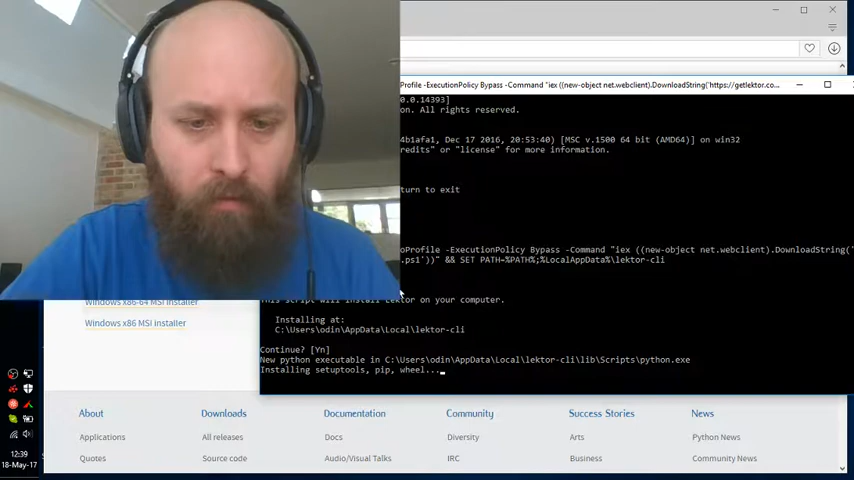 Profile -ExecutionPolicy Bypass -Command "iex ((new-object net.webclient).DownloadString('https://getlektor.co...
0.0.14393]
on. All rights reserved.
4b1afa1, Dec 17 2016, 20:53:40) [MSC v.1500 64 bit (AMD64)] on win32
redits" or "license" for more information.
turn to exit
oProfile -ExecutionPolicy Bypass -Command "iex ((new-object net.webclient).DownloadString('
.ps1'))" && SET PATH=%PATH%;%LocalAppData%\lektor-cli
This script will install Lektor on your computer.
Installing at:
C:\Users\odin\AppData\Local\lektor-cli
Continue? [Yn]
New python executable in C:\Users\odin\AppData\Local\lektor-cli\lib\Scripts\python.exe
Installing setuptools, pip, wheel...
Windows x86-64 MSI installer
Windows x86 MSI installer
About
Downloads
Documentation
Community
Success Stories
News
Applications
All releases
Docs
Diversity
Arts
Python News
Quotes
Source code
Audio/Visual Talks
IRC
Business
Community News
12:39
18-May-17